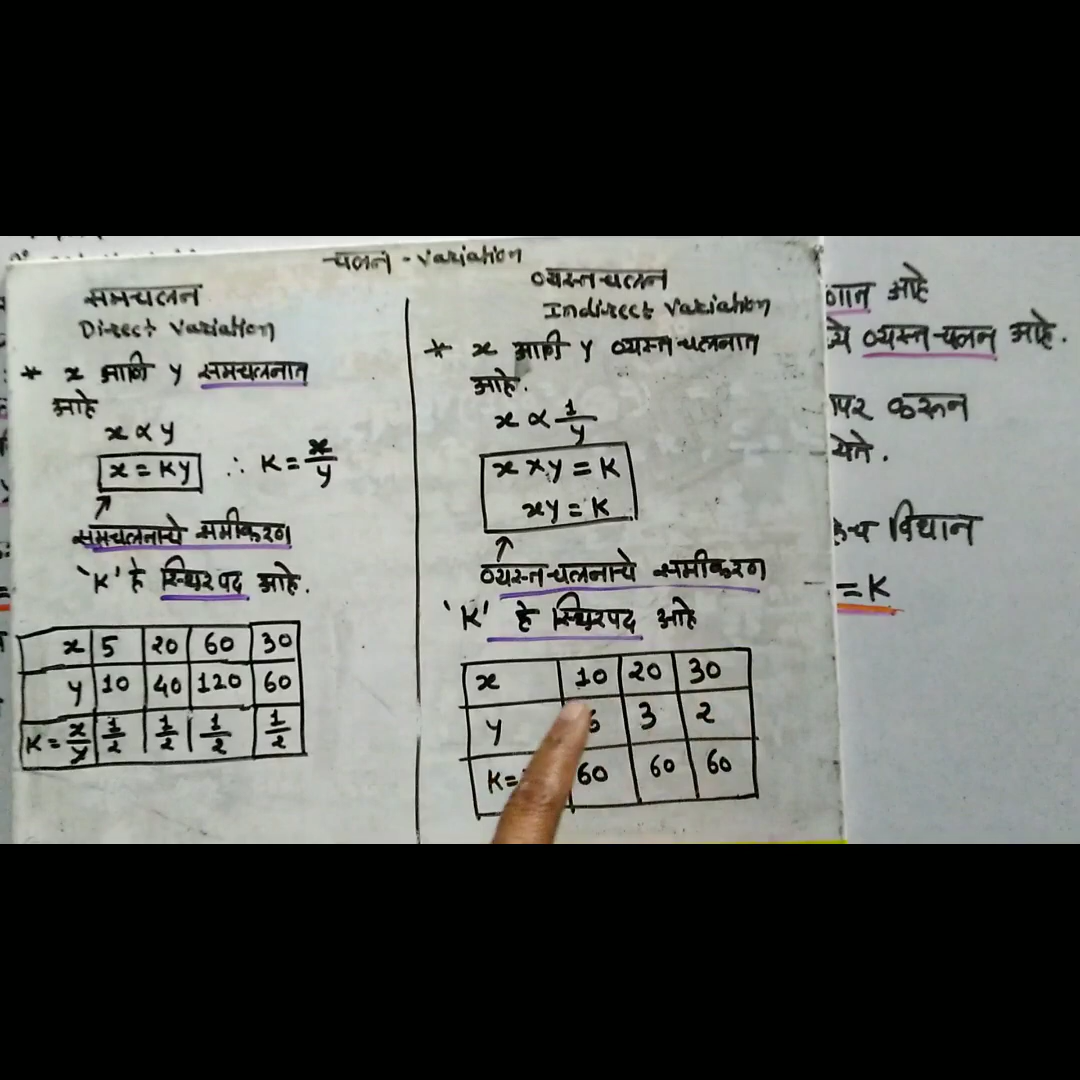 चलन - Variation
समचलन
Direct Variation
* x आणि y समचलनात
आहे
x ∝ y
x = Ky ∴ K = x/y
समचलनाचे समीकरण
'K' हे स्थिरपद आहे.
x 5 20 60 30
y 10 40 120 60
K = x/y 1/2 1/2 1/2 1/2
व्यस्त-चलन
Indirect Variation
* x आणि y व्यस्त-चलनात
आहे.
x ∝ 1/y
x × y = K
xy = K
व्यस्त-चलनाचे समीकरण
'K' हे स्थिरपद आहे
x 10 20 30
y 3 2
K= 60 60 60
आहे
व्यस्त-चलन आहे.
करून
येते.
विधान
= K